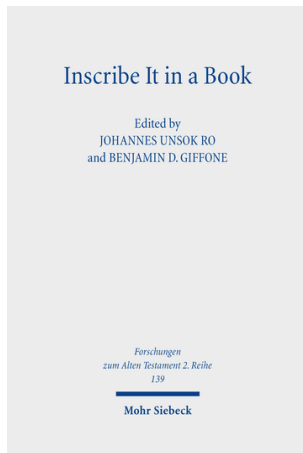 Inscribe It in a Book
Edited by
JOHANNES UNSOK RO
and BENJAMIN D. GIFFONE
Forschungen
zum Alten Testament 2. Reihe
139
Mohr Siebeck